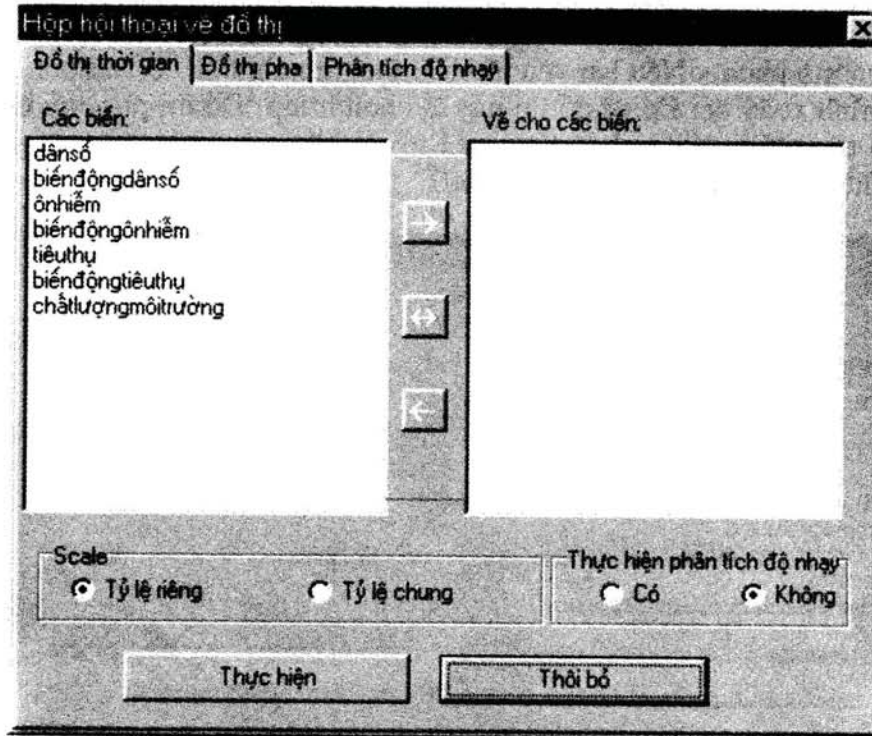 Hộp hội thoại vẽ đồ thị
Đồ thị thời gian Đồ thị pha Phân tích độ nhạy
Các biến: Vẽ cho các biến:
dânsố
biếnđộngdânsố
ônhiễm
biếnđộngônhiễm
tiêuthụ
biếnđộngtiêuthụ
chấtlượngmôitrường
Scale Thực hiện phân tích độ nhạy
Tỷ lệ riêng Tỷ lệ chung Có Không
Thực hiện Thôi bỏ